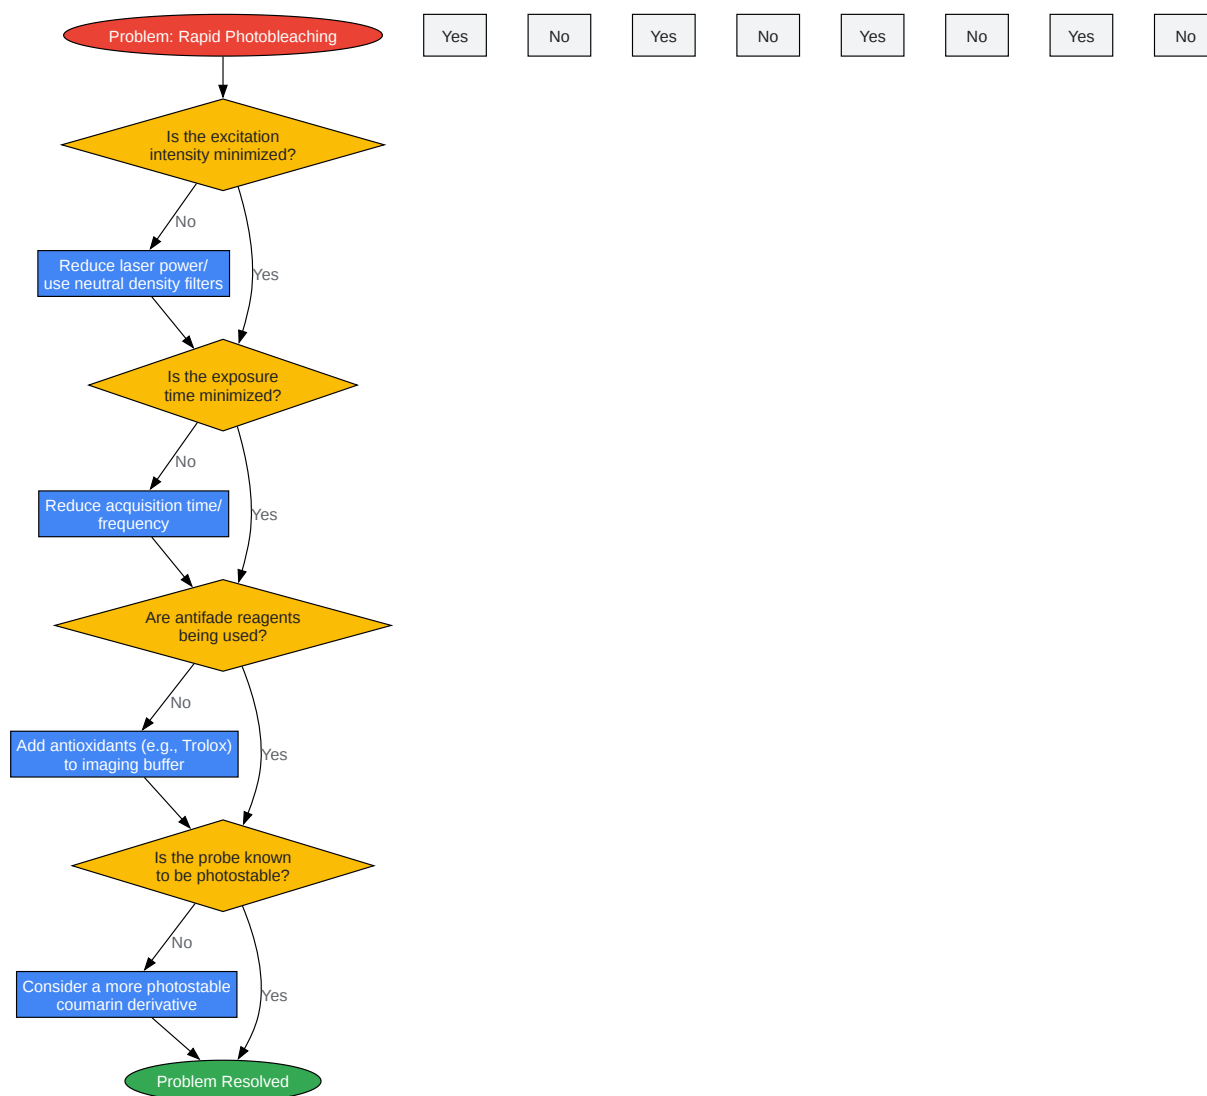 Problem: Rapid Photobleaching
Yes
No
Yes
No
Yes
No
Yes
No
Is the excitation
intensity minimized?
No
Reduce laser power/
use neutral density filters
Yes
Is the exposure
time minimized?
No
Reduce acquisition time/
frequency
Yes
Are antifade reagents
being used?
No
Add antioxidants (e.g., Trolox)
to imaging buffer
Yes
Is the probe known
to be photostable?
No
Consider a more photostable
coumarin derivative
Yes
Problem Resolved